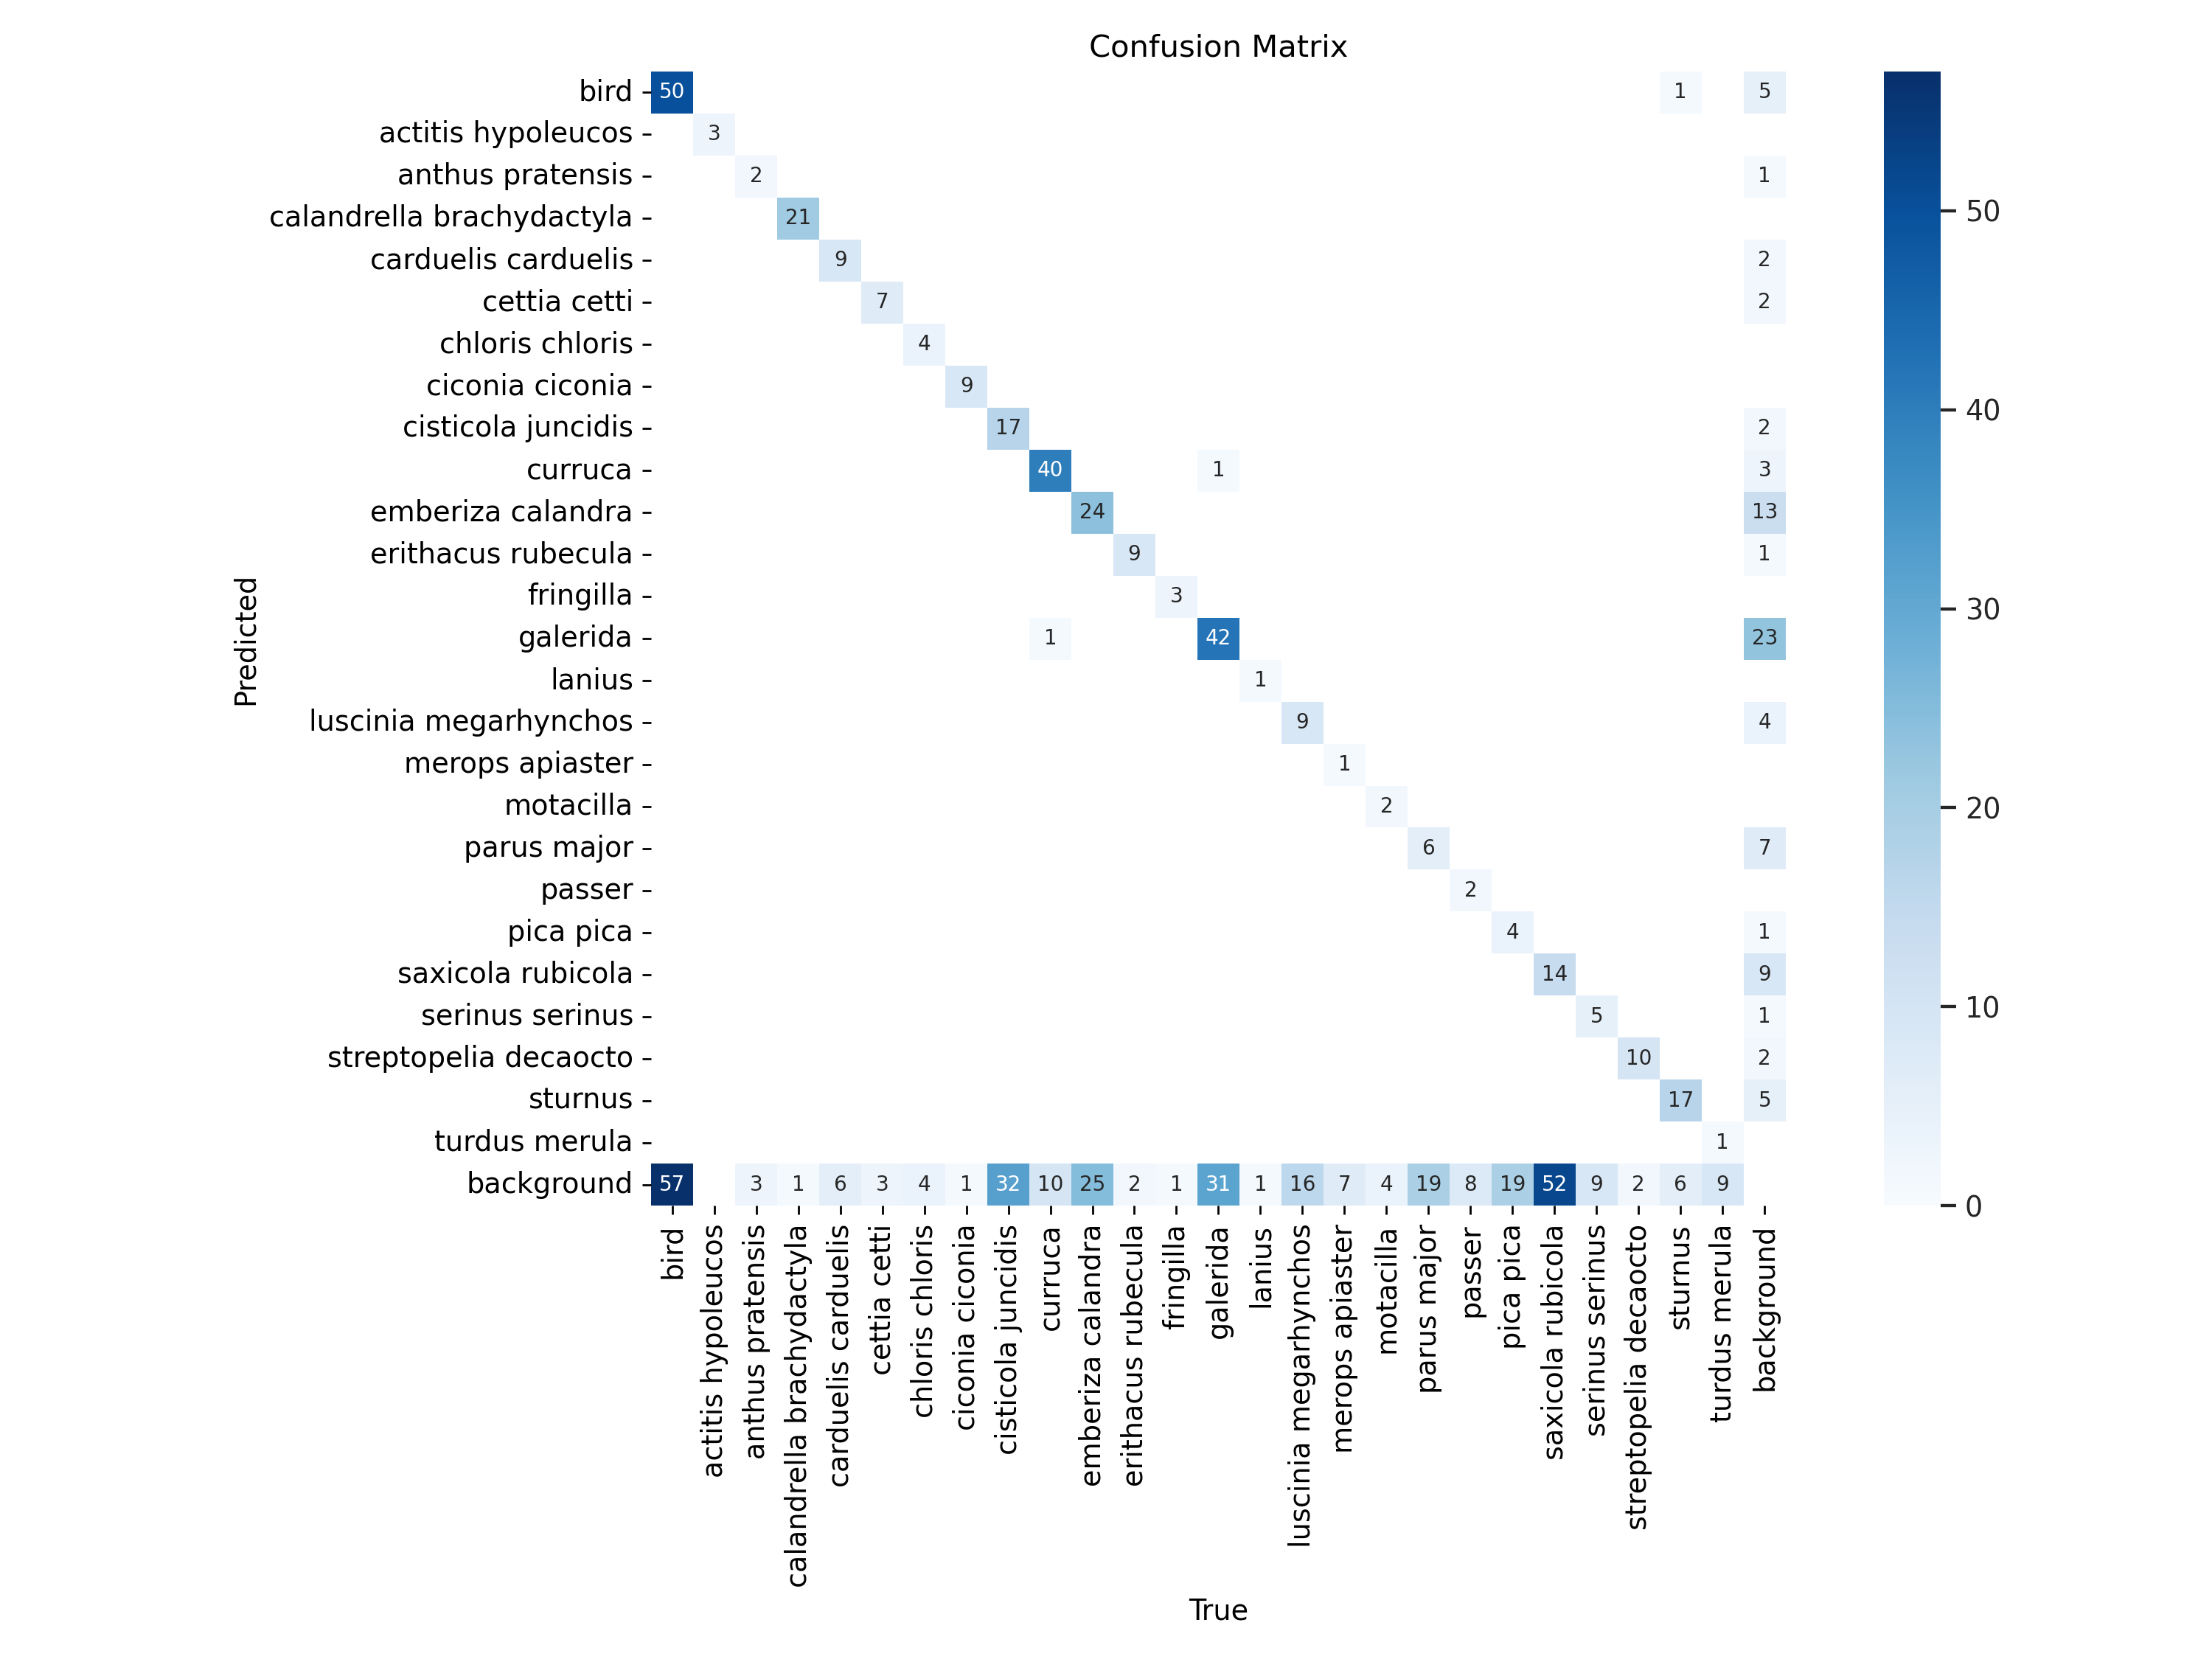 Confusion Matrix
Predicted
bird 50 1 5
actitis hypoleucos 3
anthus pratensis 2 1
calandrella brachydactyla 21
carduelis carduelis 9 2
cettia cetti 7 2
chloris chloris 4
ciconia ciconia 9
cisticola juncidis 17 2
curruca 40 1 3
emberiza calandra 24 13
erithacus rubecula 9 1
fringilla 3
galerida 1 42 23
lanius 1
luscinia megarhynchos 9 4
merops apiaster 1
motacilla 2
parus major 6 7
passer 2
pica pica 4 1
saxicola rubicola 14 9
serinus serinus 5 1
streptopelia decaocto 10 2
sturnus 17 5
turdus merula 1
background 57 3 1 6 3 4 1 32 10 25 2 1 31 1 16 7 4 19 8 19 52 9 2 6 9
bird
actitis hypoleucos
anthus pratensis
calandrella brachydactyla
carduelis carduelis
cettia cetti
chloris chloris
ciconia ciconia
cisticola juncidis
curruca
emberiza calandra
erithacus rubecula
fringilla
galerida
lanius
luscinia megarhynchos
merops apiaster
motacilla
parus major
passer
pica pica
saxicola rubicola
serinus serinus
streptopelia decaocto
sturnus
turdus merula
background
True
50
40
30
20
10
0